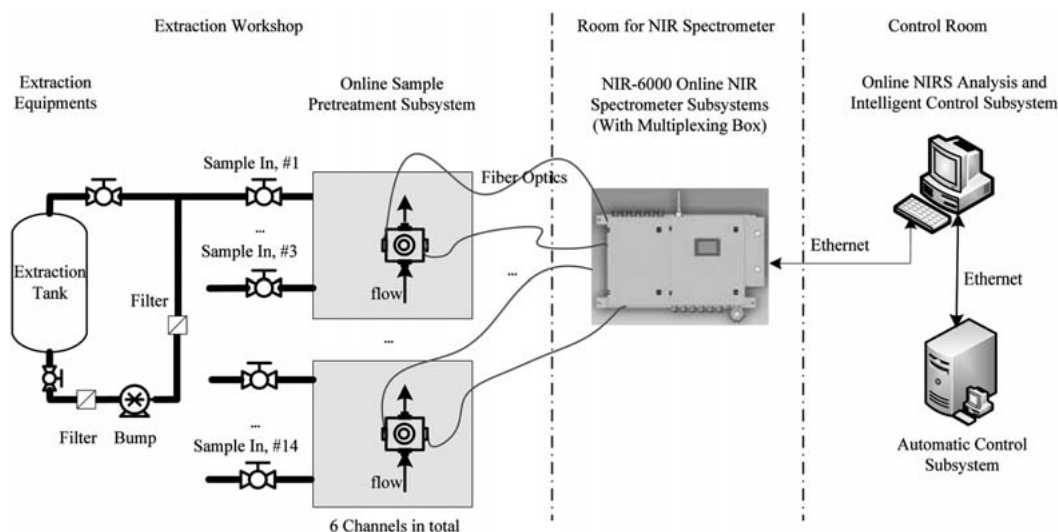 Extraction Workshop
Room for NIR Spectrometer
Control Room
Extraction
Equipments
Online Sample
Pretreatment Subsystem
NIR-6000 Online NIR
Spectrometer Subsystems
(With Multiplexing Box)
Online NIRS Analysis and
Intelligent Control Subsystem
Sample In, #1
Fiber Optics
...
Sample In, #3
flow
Extraction
Tank
Filter
...
Ethernet
Ethernet
...
Filter
Bump
...
Sample In, #14
flow
Automatic Control
Subsystem
6 Channels in total